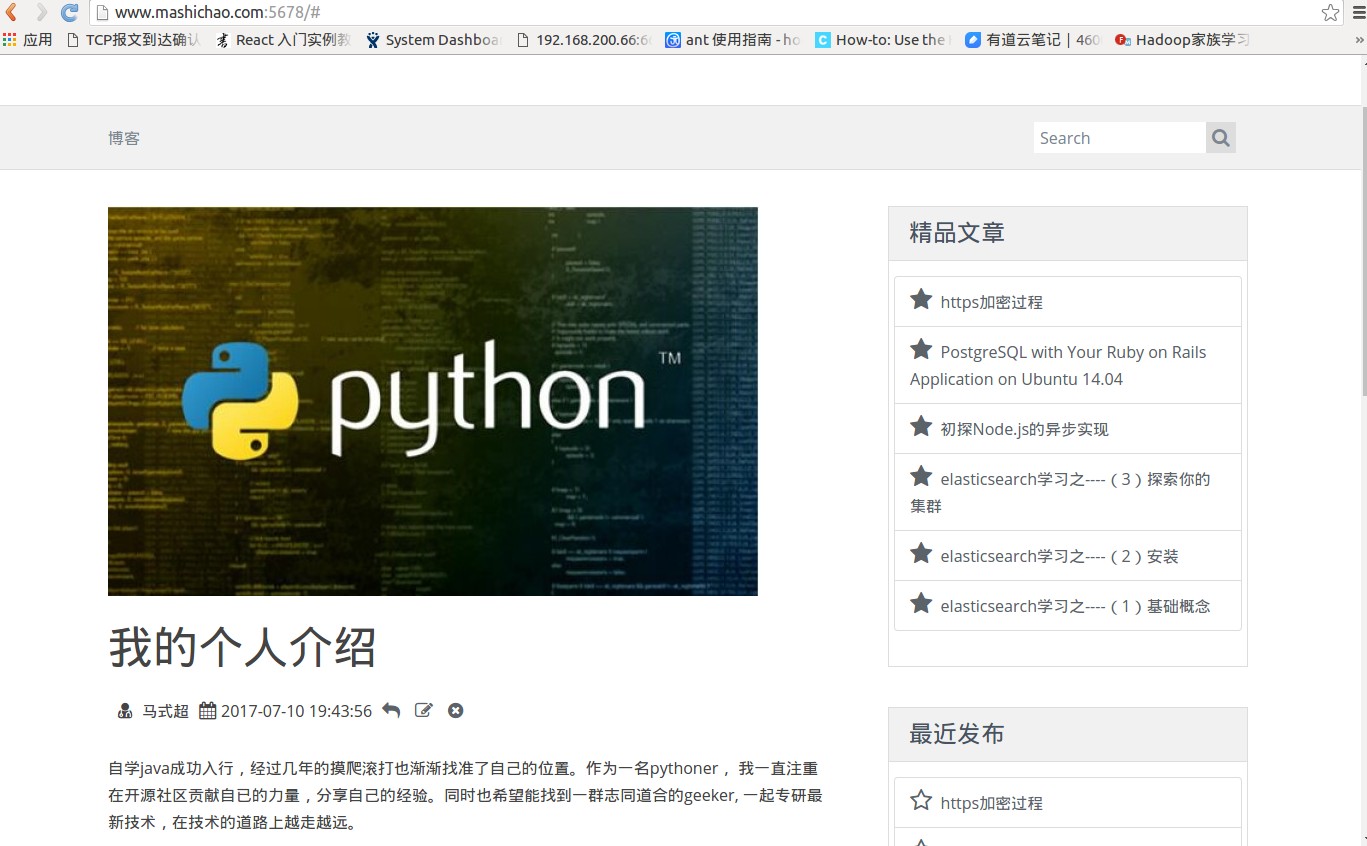 www.mashichao.com:5678/#
应用 TCP报文到达确认 React 入门实例教 System Dashboa 192.168.200.66:6 ant 使用指南 - ho How-to: Use the 有道云笔记 | 460 Hadoop家族学习 »
博客
Search
python TM
我的个人介绍
马式超 2017-07-10 19:43:56
自学java成功入行，经过几年的摸爬滚打也渐渐找准了自己的位置。作为一名pythoner， 我一直注重
在开源社区贡献自已的力量，分享自己的经验。同时也希望能找到一群志同道合的geeker, 一起专研最
新技术，在技术的道路上越走越远。
精品文章
https加密过程
PostgreSQL with Your Ruby on Rails
Application on Ubuntu 14.04
初探Node.js的异步实现
elasticsearch学习之----（3）探索你的
集群
elasticsearch学习之----（2）安装
elasticsearch学习之----（1）基础概念
最近发布
https加密过程